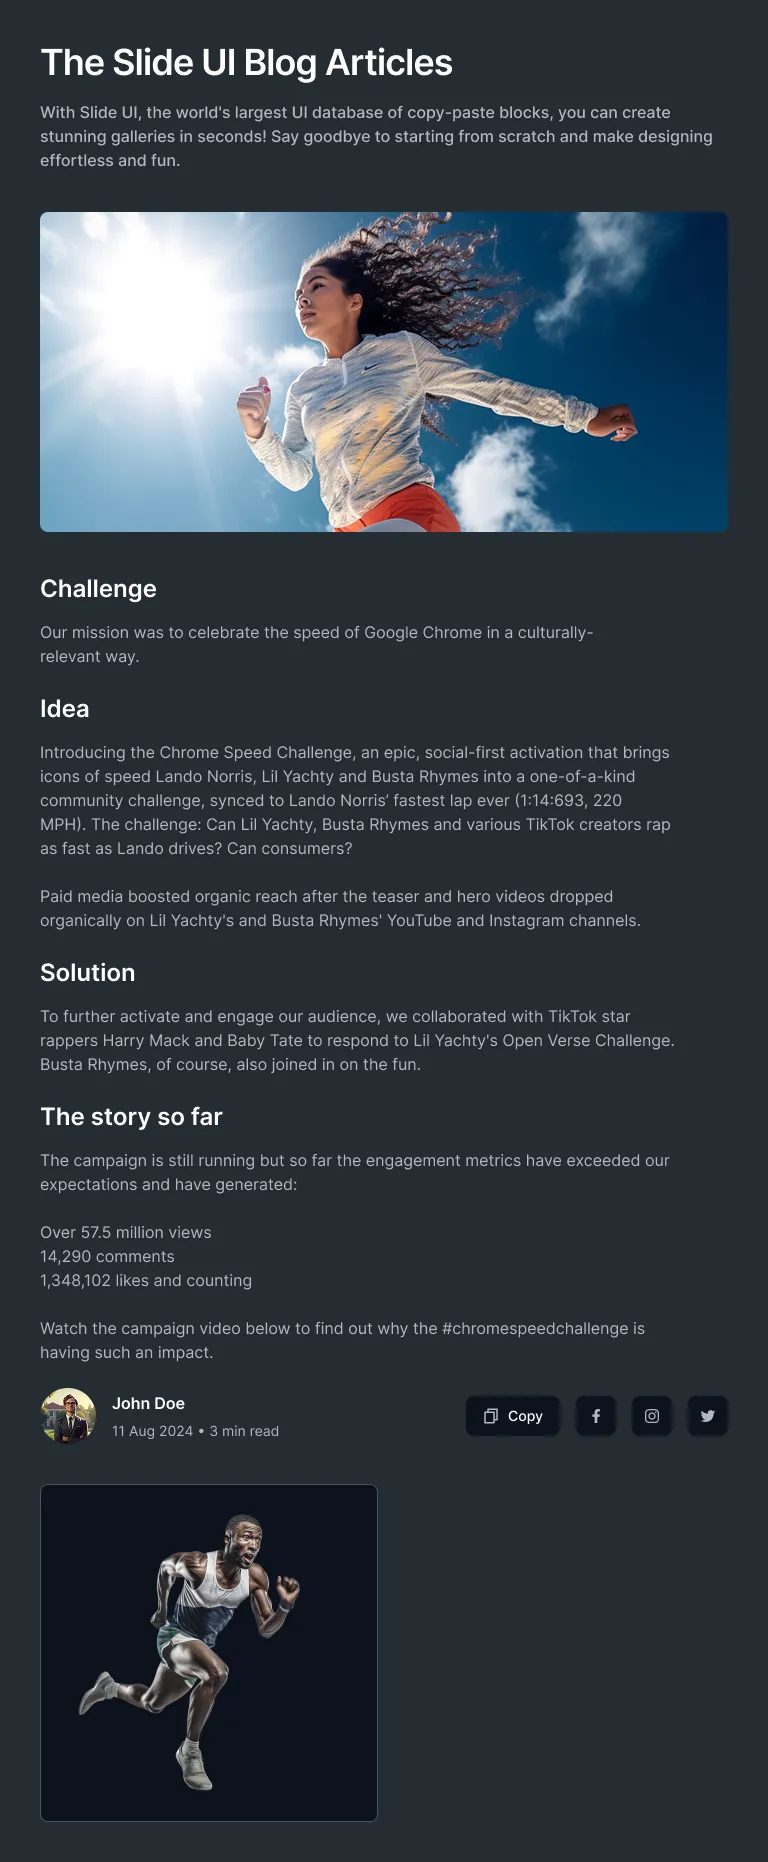 The Slide UI Blog Articles
With Slide UI, the world's largest UI database of copy-paste blocks, you can create
stunning galleries in seconds! Say goodbye to starting from scratch and make designing
effortless and fun.
Challenge
Our mission was to celebrate the speed of Google Chrome in a culturally-
relevant way.
Idea
Introducing the Chrome Speed Challenge, an epic, social-first activation that brings
icons of speed Lando Norris, Lil Yachty and Busta Rhymes into a one-of-a-kind
community challenge, synced to Lando Norris’ fastest lap ever (1:14:693, 220
MPH). The challenge: Can Lil Yachty, Busta Rhymes and various TikTok creators rap
as fast as Lando drives? Can consumers?
Paid media boosted organic reach after the teaser and hero videos dropped
organically on Lil Yachty's and Busta Rhymes' YouTube and Instagram channels.
Solution
To further activate and engage our audience, we collaborated with TikTok star
rappers Harry Mack and Baby Tate to respond to Lil Yachty's Open Verse Challenge.
Busta Rhymes, of course, also joined in on the fun.
The story so far
The campaign is still running but so far the engagement metrics have exceeded our
expectations and have generated:
Over 57.5 million views
14,290 comments
1,348,102 likes and counting
Watch the campaign video below to find out why the #chromespeedchallenge is
having such an impact.
John Doe
11 Aug 2024 • 3 min read
Copy